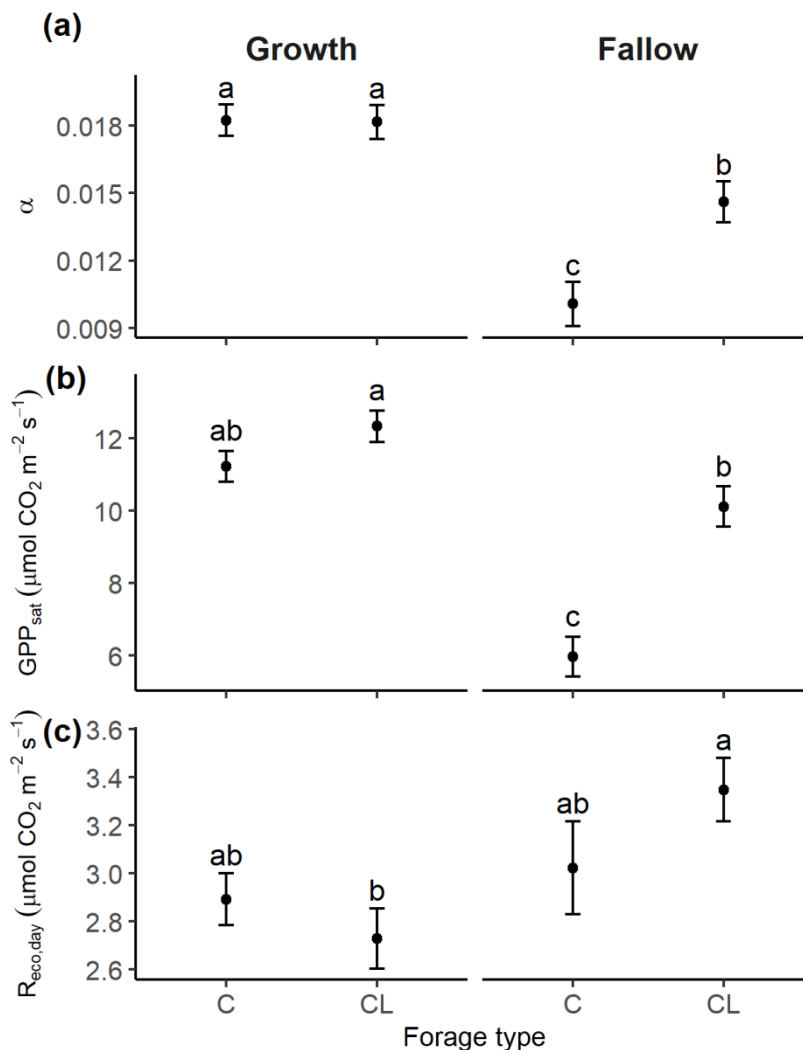 (a)
Growth Fallow
a a
0.018
b
0.015
α
0.012
c
0.009
(b)
a
ab
12
b
10
GPPsat (μmol CO2 m−2 s−1)
8
c
6
(c)
3.6
a
3.4
ab
3.2
ab
3.0
b
Reco,day (μmol CO2 m−2 s−1)
2.8
2.6
C CL C CL
Forage type